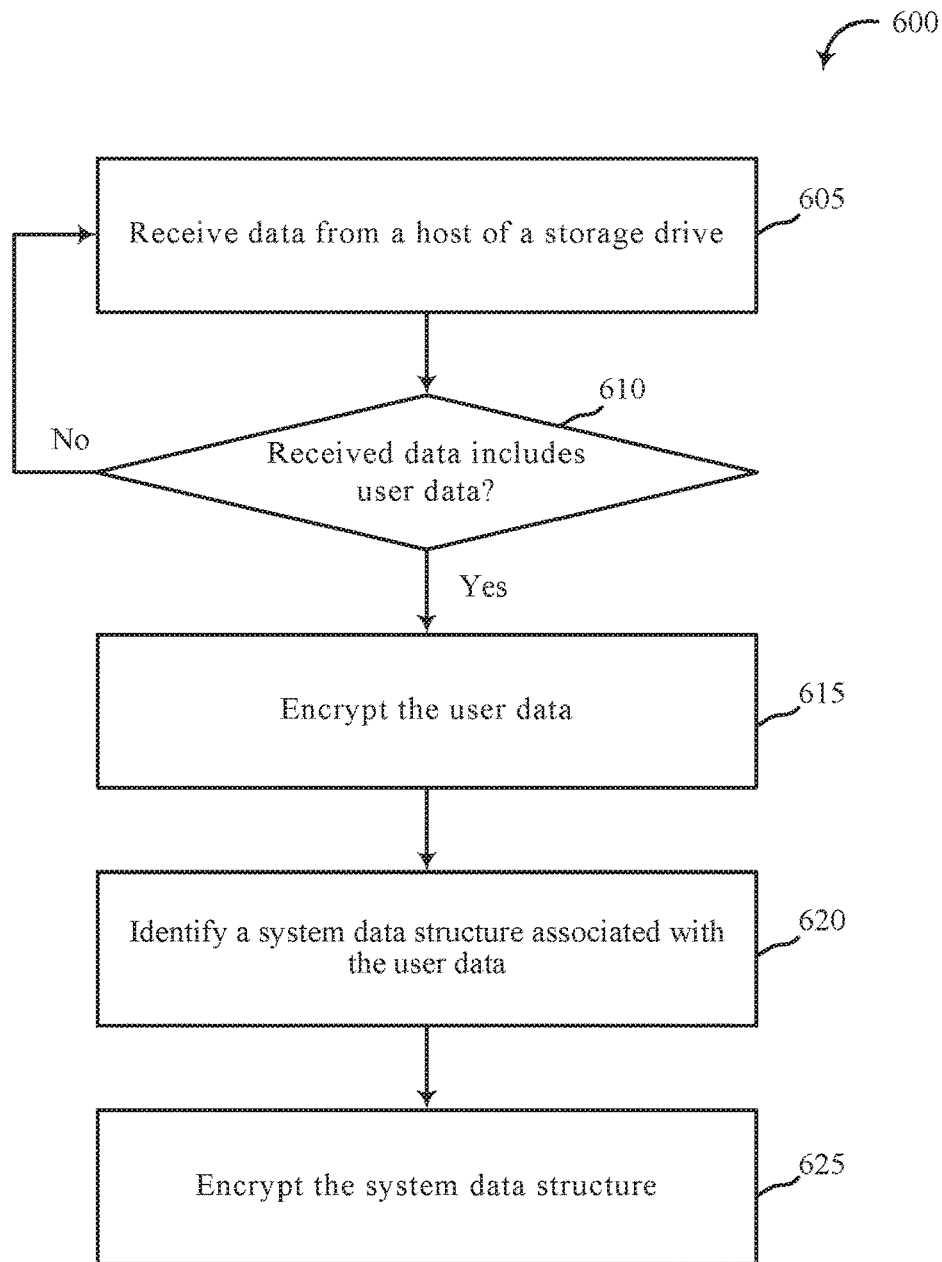 600
Receive data from a host of a storage drive
605
610
Received data includes
user data?
No
Yes
Encrypt the user data
615
Identify a system data structure associated with
the user data
620
Encrypt the system data structure
625